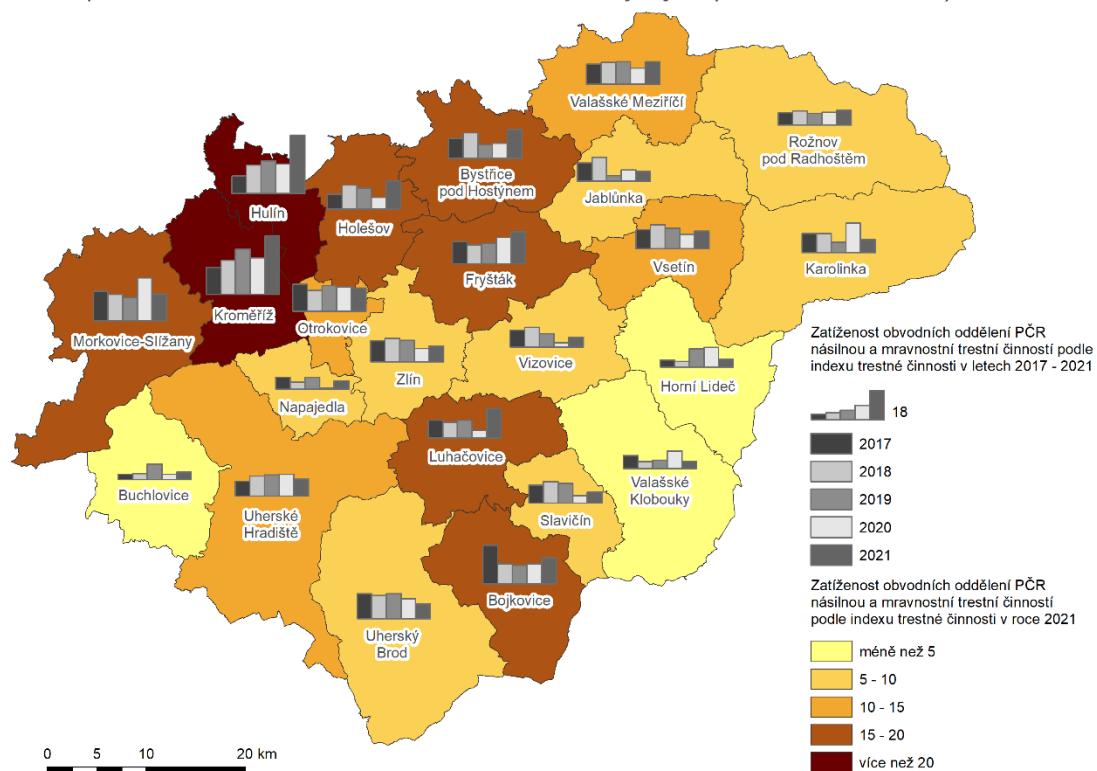 Valašské Meziříčí
Rožnov
pod Radhoštěm
Bystřice
pod Hostýnem
Jablůnka
Hulín
Holešov
Vsetín
Karolinka
Fryšták
Kroměříž
Otrokovice
Morkovice-Slížany
Zlín
Vizovice
Horní Lideč
Napajedla
Luhačovice
Valašské
Klobouky
Buchlovice
Uherské
Hradiště
Slavičín
Bojkovice
Uherský
Brod
Zatíženost obvodních oddělení PČR
násilnou a mravnostní trestní činností podle
indexu trestné činnosti v letech 2017 - 2021
18
2017
2018
2019
2020
2021
Zatíženost obvodních oddělení PČR
násilnou a mravnostní trestní činností
podle indexu trestné činnosti v roce 2021
méně než 5
5 - 10
10 - 15
15 - 20
více než 20
0 5 10 20 km